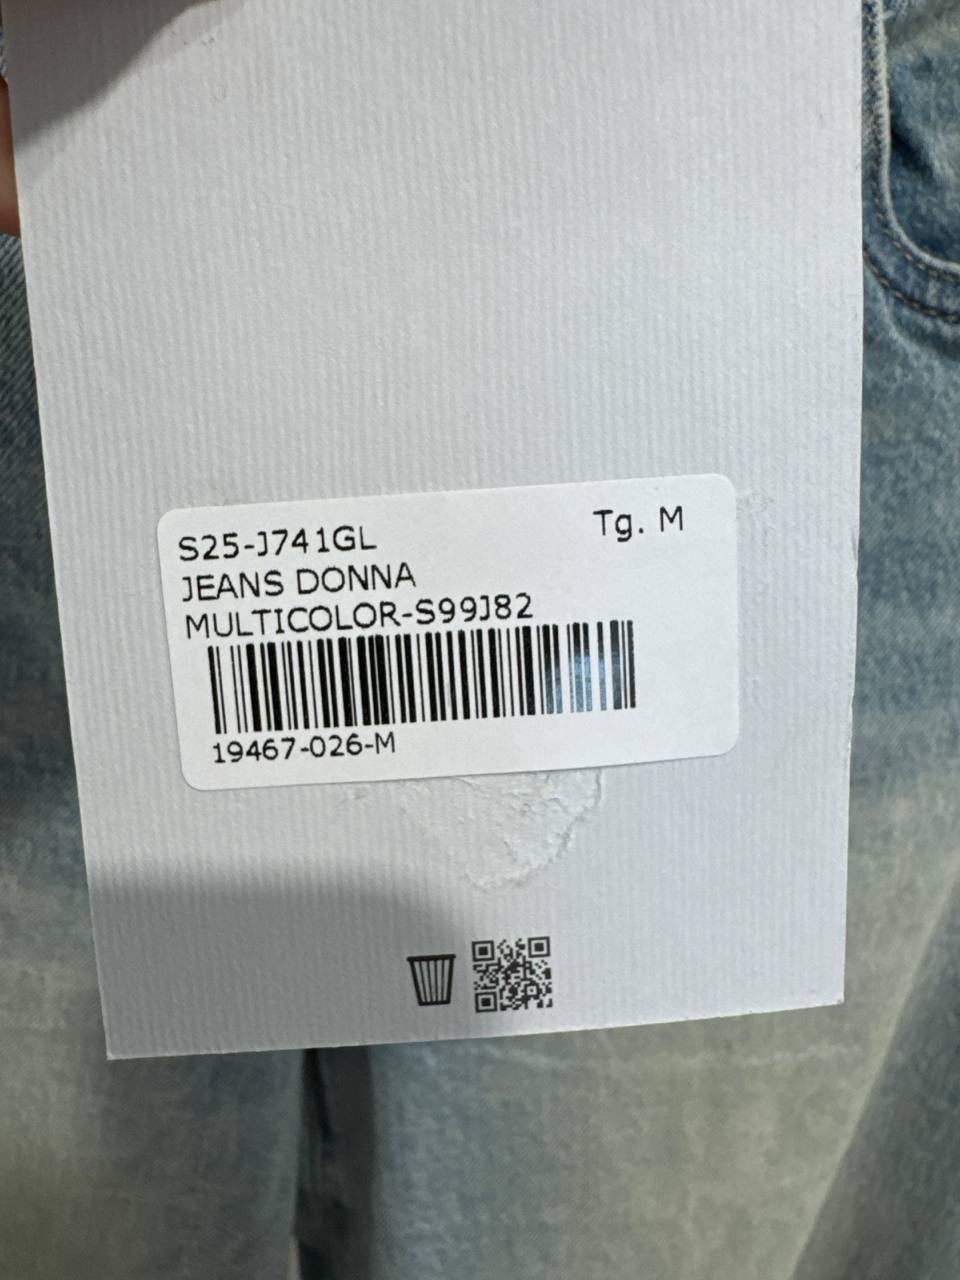 S25-J741GL
Tg. M
JEANS DONNA
MULTICOLOR-S99J82
19467-026-M